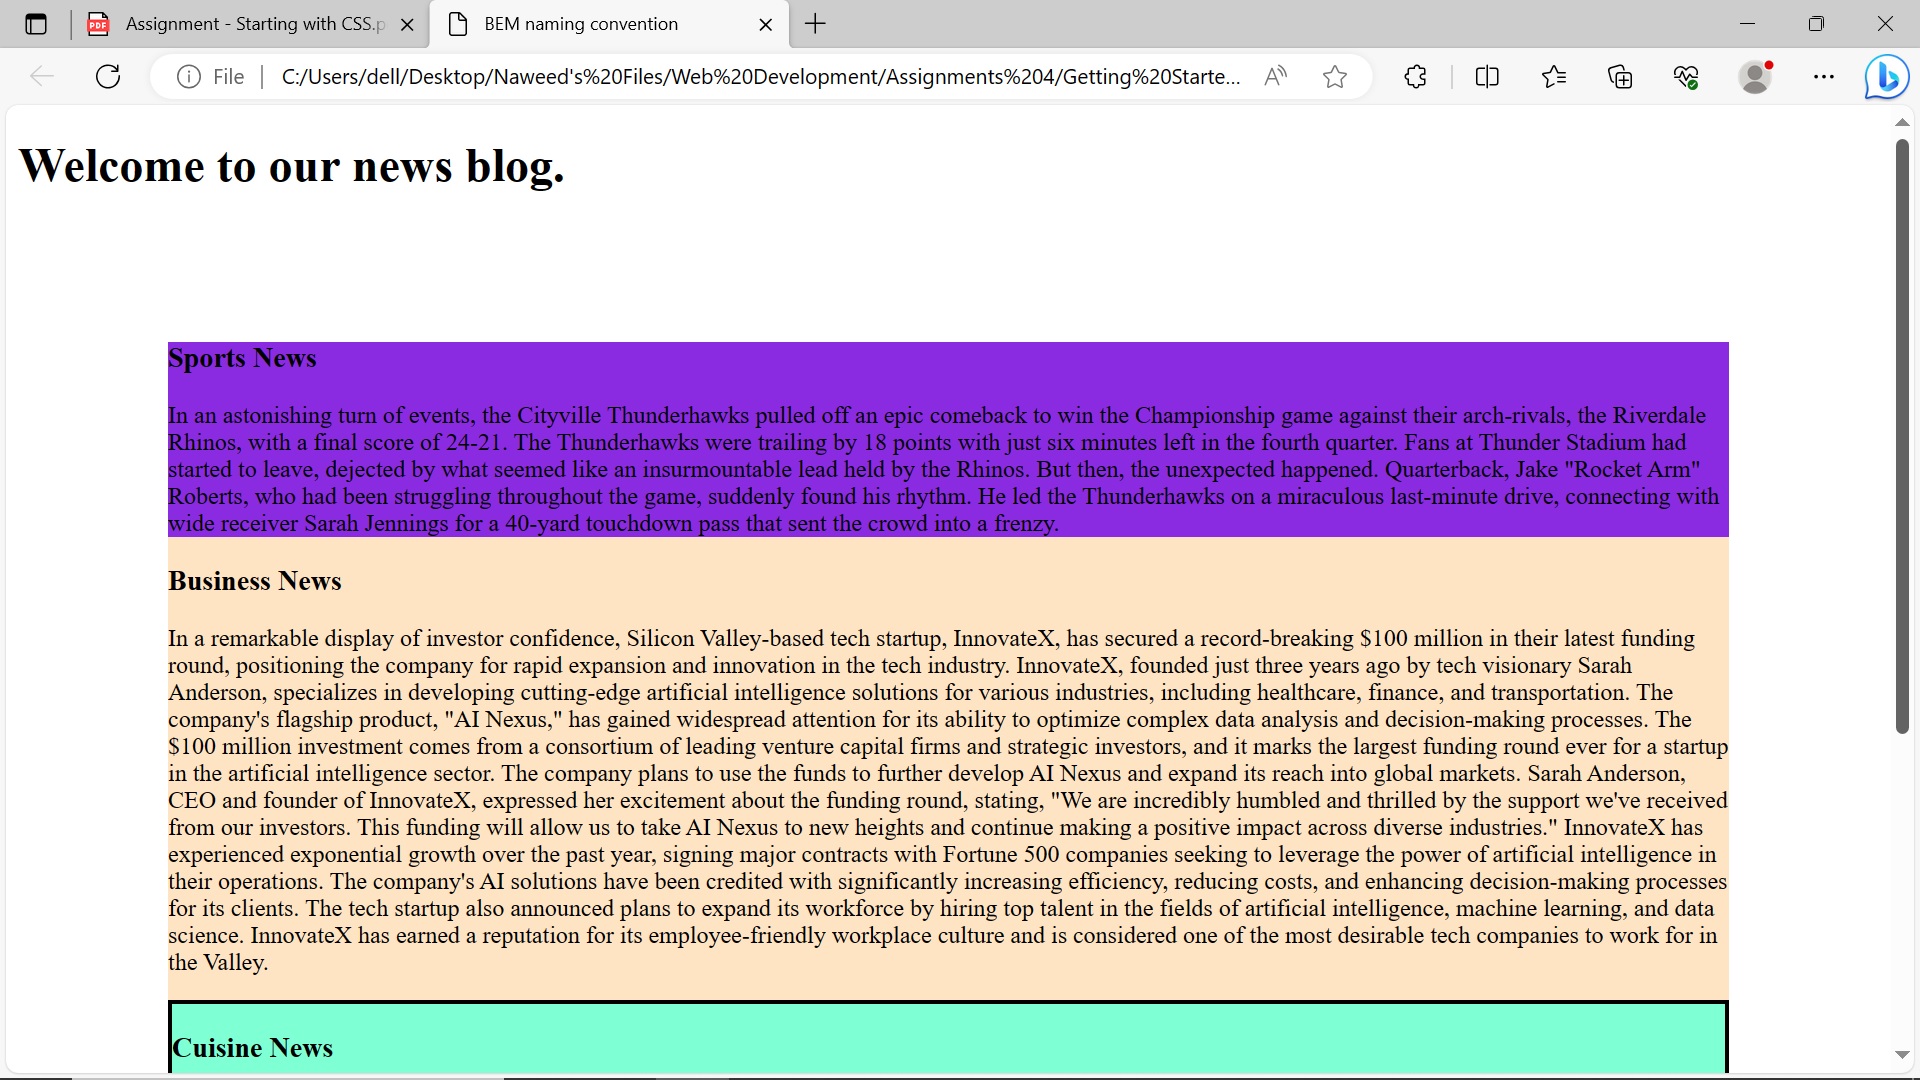 Assignment - Starting with CSS.p
BEM naming convention
File
C:/Users/dell/Desktop/Naweed's%20Files/Web%20Development/Assignments%204/Getting%20Starte...
Welcome to our news blog.
Sports News
In an astonishing turn of events, the Cityville Thunderhawks pulled off an epic comeback to win the Championship game against their arch-rivals, the Riverdale
Rhinos, with a final score of 24-21. The Thunderhawks were trailing by 18 points with just six minutes left in the fourth quarter. Fans at Thunder Stadium had
started to leave, dejected by what seemed like an insurmountable lead held by the Rhinos. But then, the unexpected happened. Quarterback, Jake "Rocket Arm"
Roberts, who had been struggling throughout the game, suddenly found his rhythm. He led the Thunderhawks on a miraculous last-minute drive, connecting with
wide receiver Sarah Jennings for a 40-yard touchdown pass that sent the crowd into a frenzy.
Business News
In a remarkable display of investor confidence, Silicon Valley-based tech startup, InnovateX, has secured a record-breaking $100 million in their latest funding
round, positioning the company for rapid expansion and innovation in the tech industry. InnovateX, founded just three years ago by tech visionary Sarah
Anderson, specializes in developing cutting-edge artificial intelligence solutions for various industries, including healthcare, finance, and transportation. The
company's flagship product, "AI Nexus," has gained widespread attention for its ability to optimize complex data analysis and decision-making processes. The
$100 million investment comes from a consortium of leading venture capital firms and strategic investors, and it marks the largest funding round ever for a startup
in the artificial intelligence sector. The company plans to use the funds to further develop AI Nexus and expand its reach into global markets. Sarah Anderson,
CEO and founder of InnovateX, expressed her excitement about the funding round, stating, "We are incredibly humbled and thrilled by the support we've received
from our investors. This funding will allow us to take AI Nexus to new heights and continue making a positive impact across diverse industries." InnovateX has
experienced exponential growth over the past year, signing major contracts with Fortune 500 companies seeking to leverage the power of artificial intelligence in
their operations. The company's AI solutions have been credited with significantly increasing efficiency, reducing costs, and enhancing decision-making processes
for its clients. The tech startup also announced plans to expand its workforce by hiring top talent in the fields of artificial intelligence, machine learning, and data
science. InnovateX has earned a reputation for its employee-friendly workplace culture and is considered one of the most desirable tech companies to work for in
the Valley.
Cuisine News